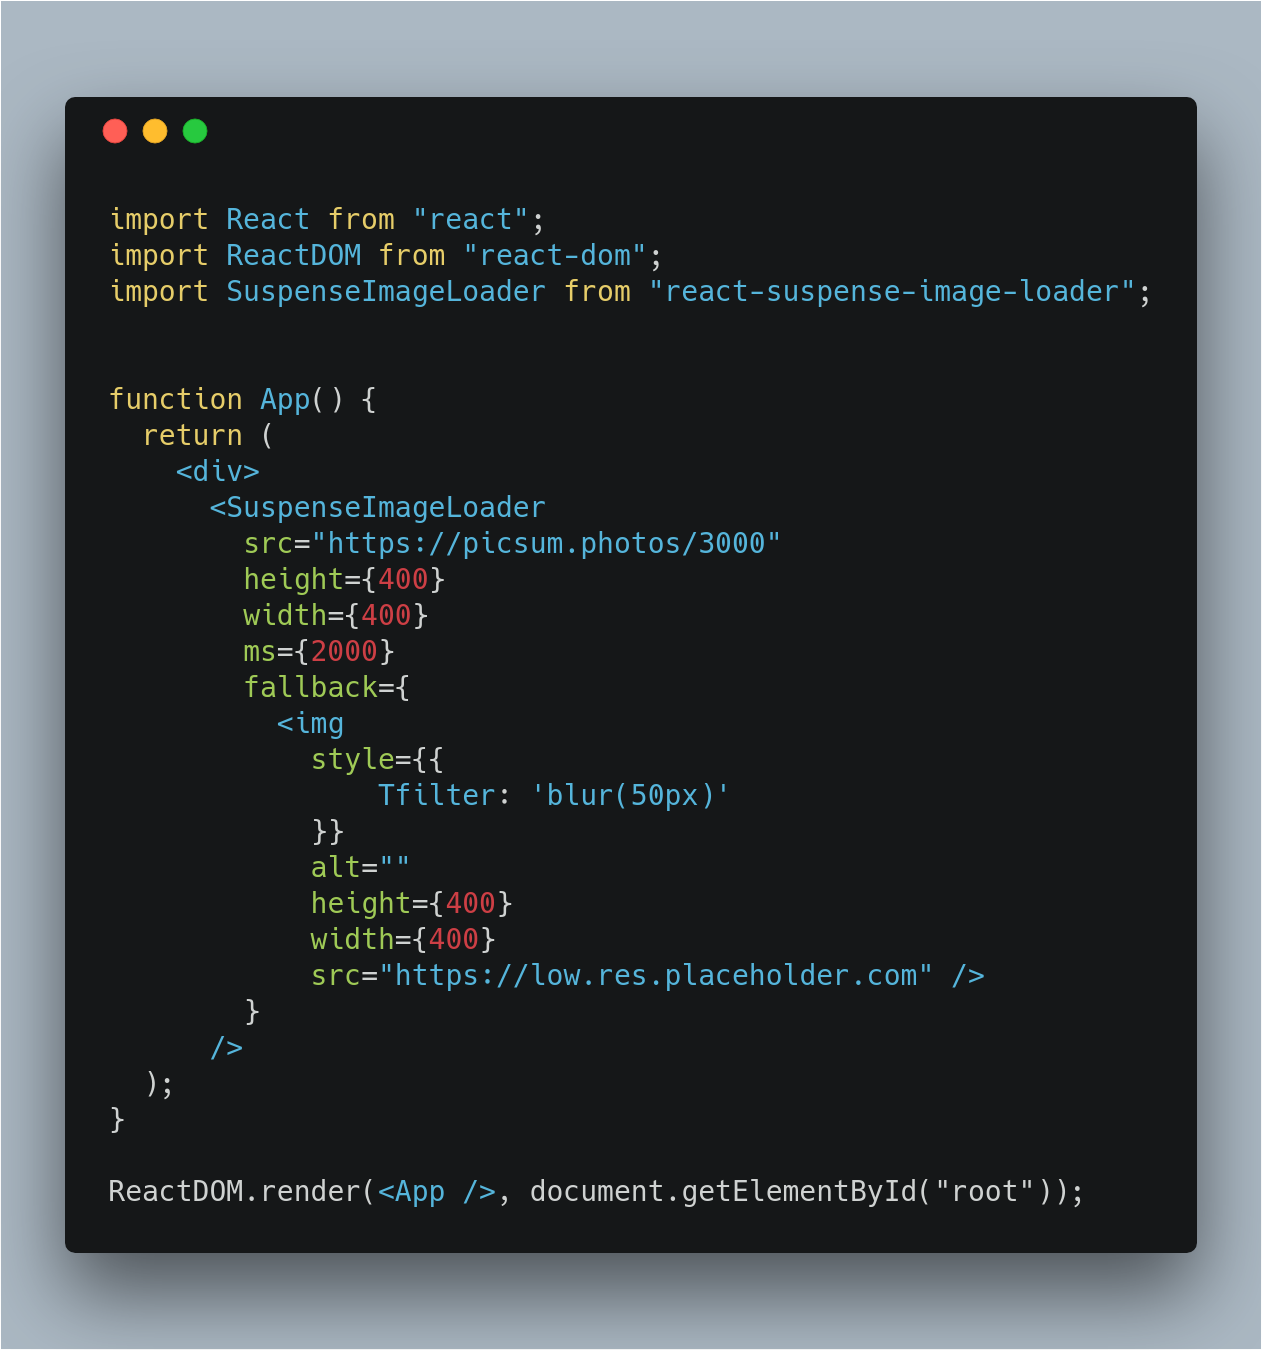 import React from "react";
import ReactDOM from "react-dom";
import SuspenseImageLoader from "react-suspense-image-loader";
function App() {
  return (
    <div>
      <SuspenseImageLoader
        src="https://picsum.photos/3000"
        height={400}
        width={400}
        ms={2000}
        fallback={
          <img
            style={{
                Tfilter: 'blur(50px)'
            }}
            alt=""
            height={400}
            width={400}
            src="https://low.res.placeholder.com" />
        }
      />
  );
}
ReactDOM.render(<App />, document.getElementById("root"));